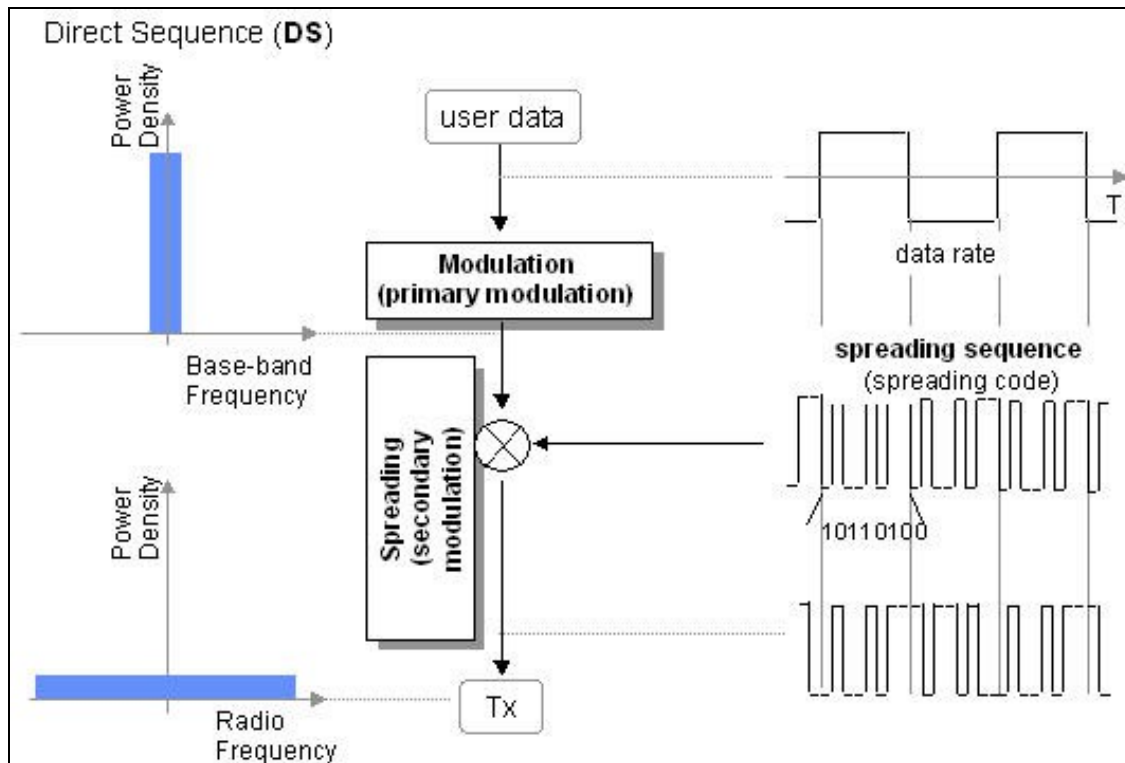 Direct Sequence (DS)
Power
Density
user data
T
data rate
Modulation
(primary modulation)
Base-band
Frequency
spreading sequence
(spreading code)
Spreading
(secondary
modulation)
10110100
Power
Density
Tx
Radio
Frequency